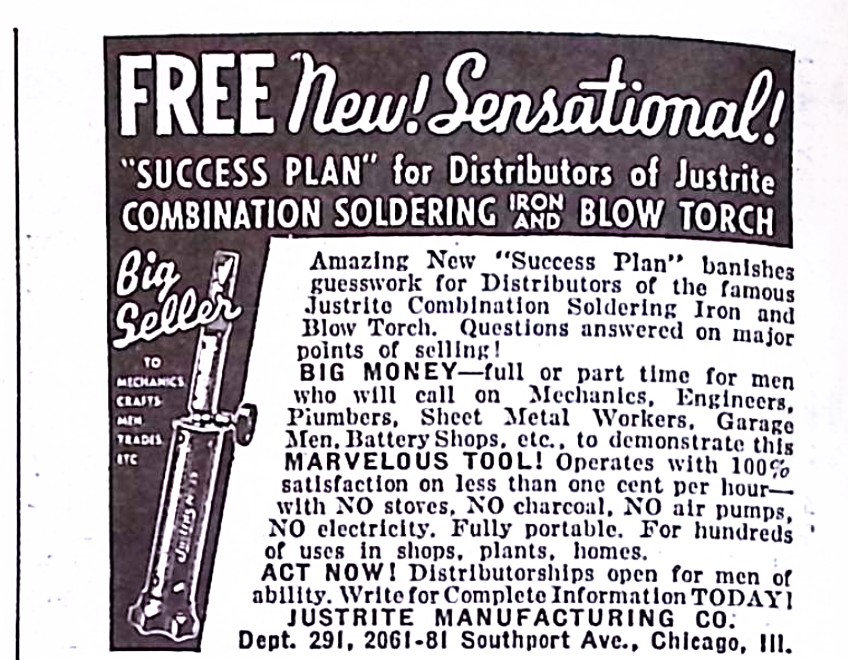 FREE New! Sensational!
"SUCCESS PLAN" for Distributors of Justrite
COMBINATION SOLDERING IRON AND BLOW TORCH
Big
Seller
TO
MECHANICS
CRAFTS
MEN
TRADES
ETC
Amazing New "Success Plan" banishes
guesswork for Distributors of the famous
Justrite Combination Soldering Iron and
Blow Torch. Questions answered on major
points of selling!
BIG MONEY—full or part time for men
who will call on Mechanics, Engineers,
Plumbers, Sheet Metal Workers, Garage
Men, Battery Shops, etc., to demonstrate this
MARVELOUS TOOL! Operates with 100%
satisfaction on less than one cent per hour—
with NO stoves, NO charcoal, NO air pumps,
NO electricity. Fully portable. For hundreds
of uses in shops, plants, homes.
ACT NOW! Distributorships open for men of
ability. Write for Complete Information TODAY!
JUSTRITE MANUFACTURING CO.
Dept. 291, 2061-81 Southport Ave., Chicago, Ill.
Justrite